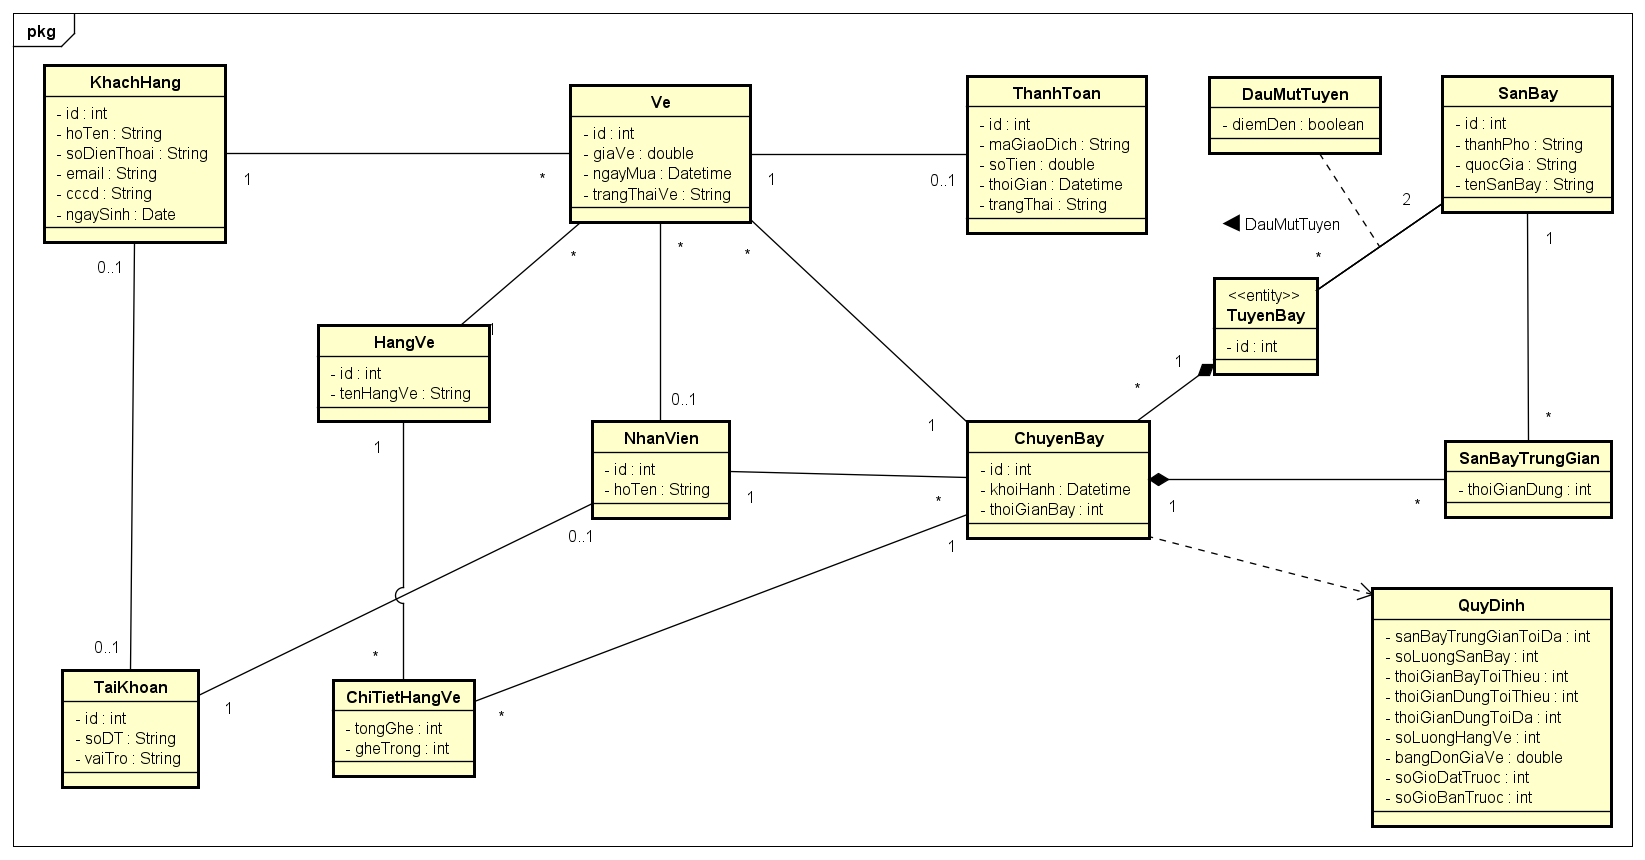 pkg
KhachHang
- id : int
- hoTen : String
- soDienThoai : String
- email : String
- cccd : String
- ngaySinh : Date
1
*
Ve
- id : int
- giaVe : double
- ngayMua : Datetime
- trangThaiVe : String
1
0..1
ThanhToan
- id : int
- maGiaoDich : String
- soTien : double
- thoiGian : Datetime
- trangThai : String
DauMutTuyen
- diemDen : boolean
SanBay
- id : int
- thanhPho : String
- quocGia : String
- tenSanBay : String
2
DauMutTuyen
*
1
0..1
*
*
*
<<entity>>
TuyenBay
- id : int
1
*
HangVe
- id : int
- tenHangVe : String
1
1
0..1
NhanVien
- id : int
- hoTen : String
1
*
0..1
1
ChuyenBay
- id : int
- khoiHanh : Datetime
- thoiGianBay : int
1
1
*
*
SanBayTrungGian
- thoiGianDung : int
0..1
TaiKhoan
- id : int
- soDT : String
- vaiTro : String
1
*
ChiTietHangVe
- tongGhe : int
- gheTrong : int
*
QuyDinh
- sanBayTrungGianToiDa : int
- soLuongSanBay : int
- thoiGianBayToiThieu : int
- thoiGianDungToiThieu : int
- thoiGianDungToiDa : int
- soLuongHangVe : int
- bangDonGiaVe : double
- soGioDatTruoc : int
- soGioBanTruoc : int